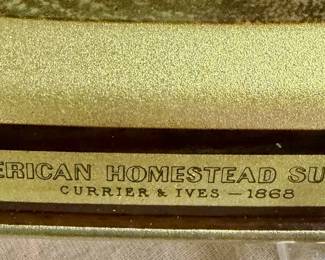 ERICAN HOMESTEAD SU
CURRIER & IVES — 1868